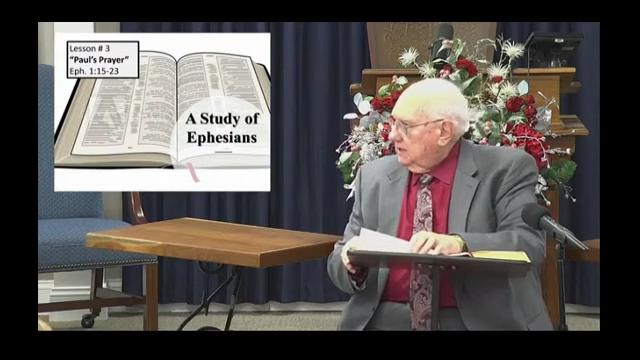 Lesson # 3
"Paul's Prayer"
Eph. 1:15-23
A Study of
Ephesians